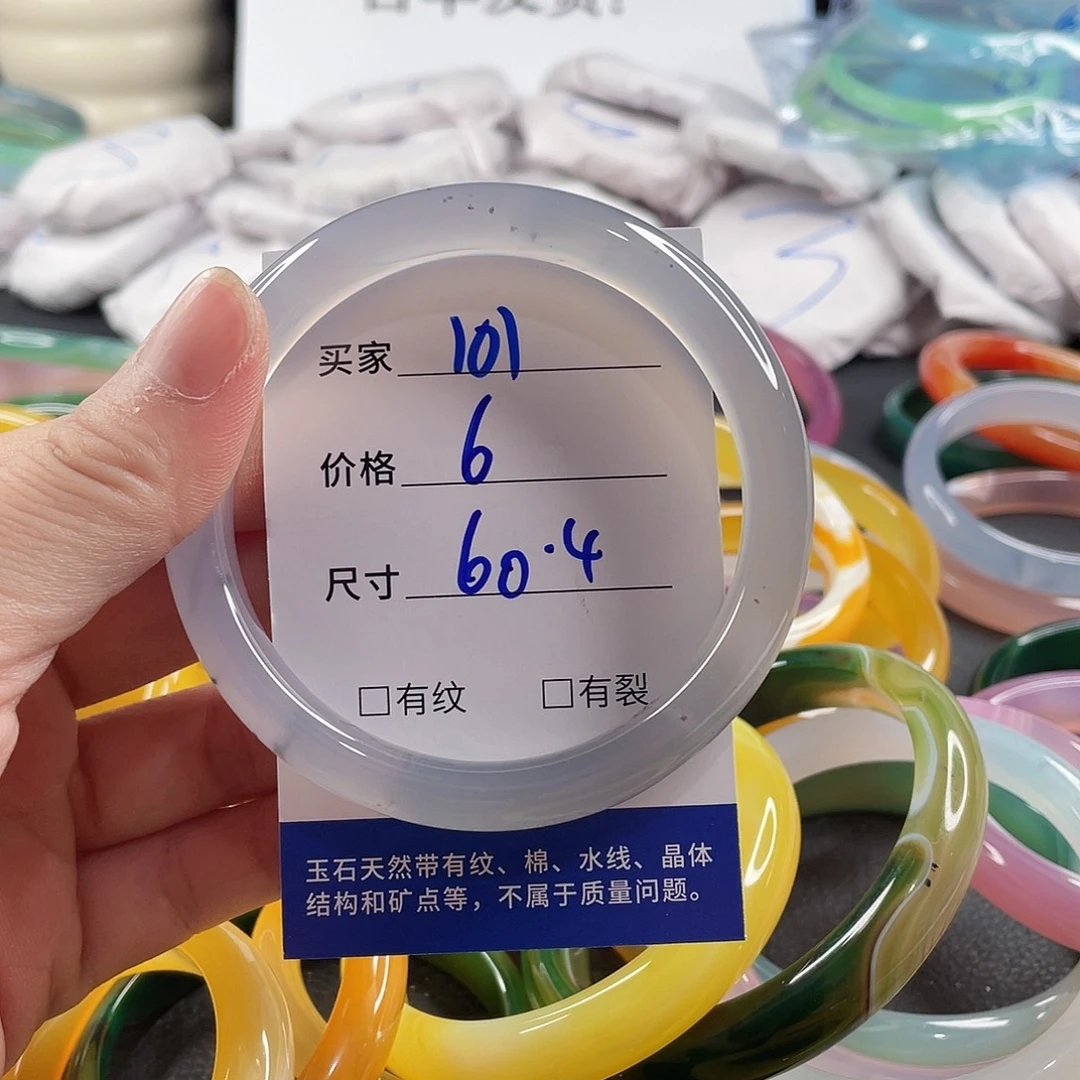 买家 101
价格 6
尺寸 60.4
□有纹 □有裂
玉石天然带有纹、棉、水线、晶体
结构和矿点等，不属于质量问题。